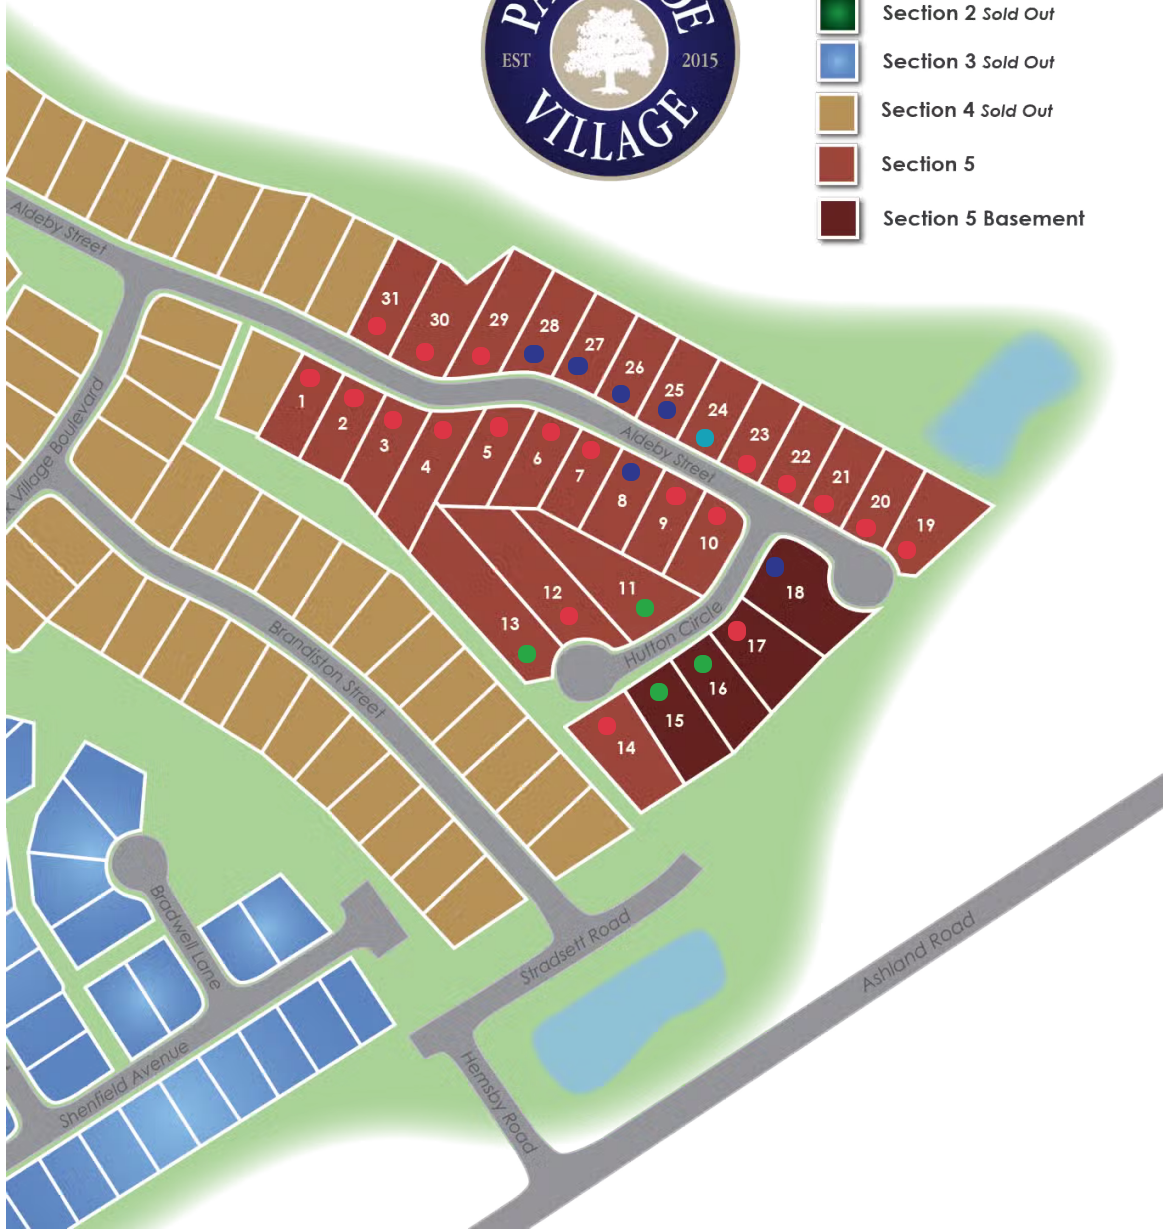 EST
2015
VILLAGE
Section 2 Sold Out
Section 3 Sold Out
Section 4 Sold Out
Section 5
Section 5 Basement
Aldeby Street
31
30
29
28
27
26
25
24
23
22
21
20
19
1
2
3
4
5
6
7
8
9
10
Aldeby Street
Village Boulevard
11
12
13
18
17
16
15
14
Hutton Circle
Brandiston Street
Bradwell Lane
Stradsett Road
Ashland Road
Shenfield Avenue
Hemsby Road